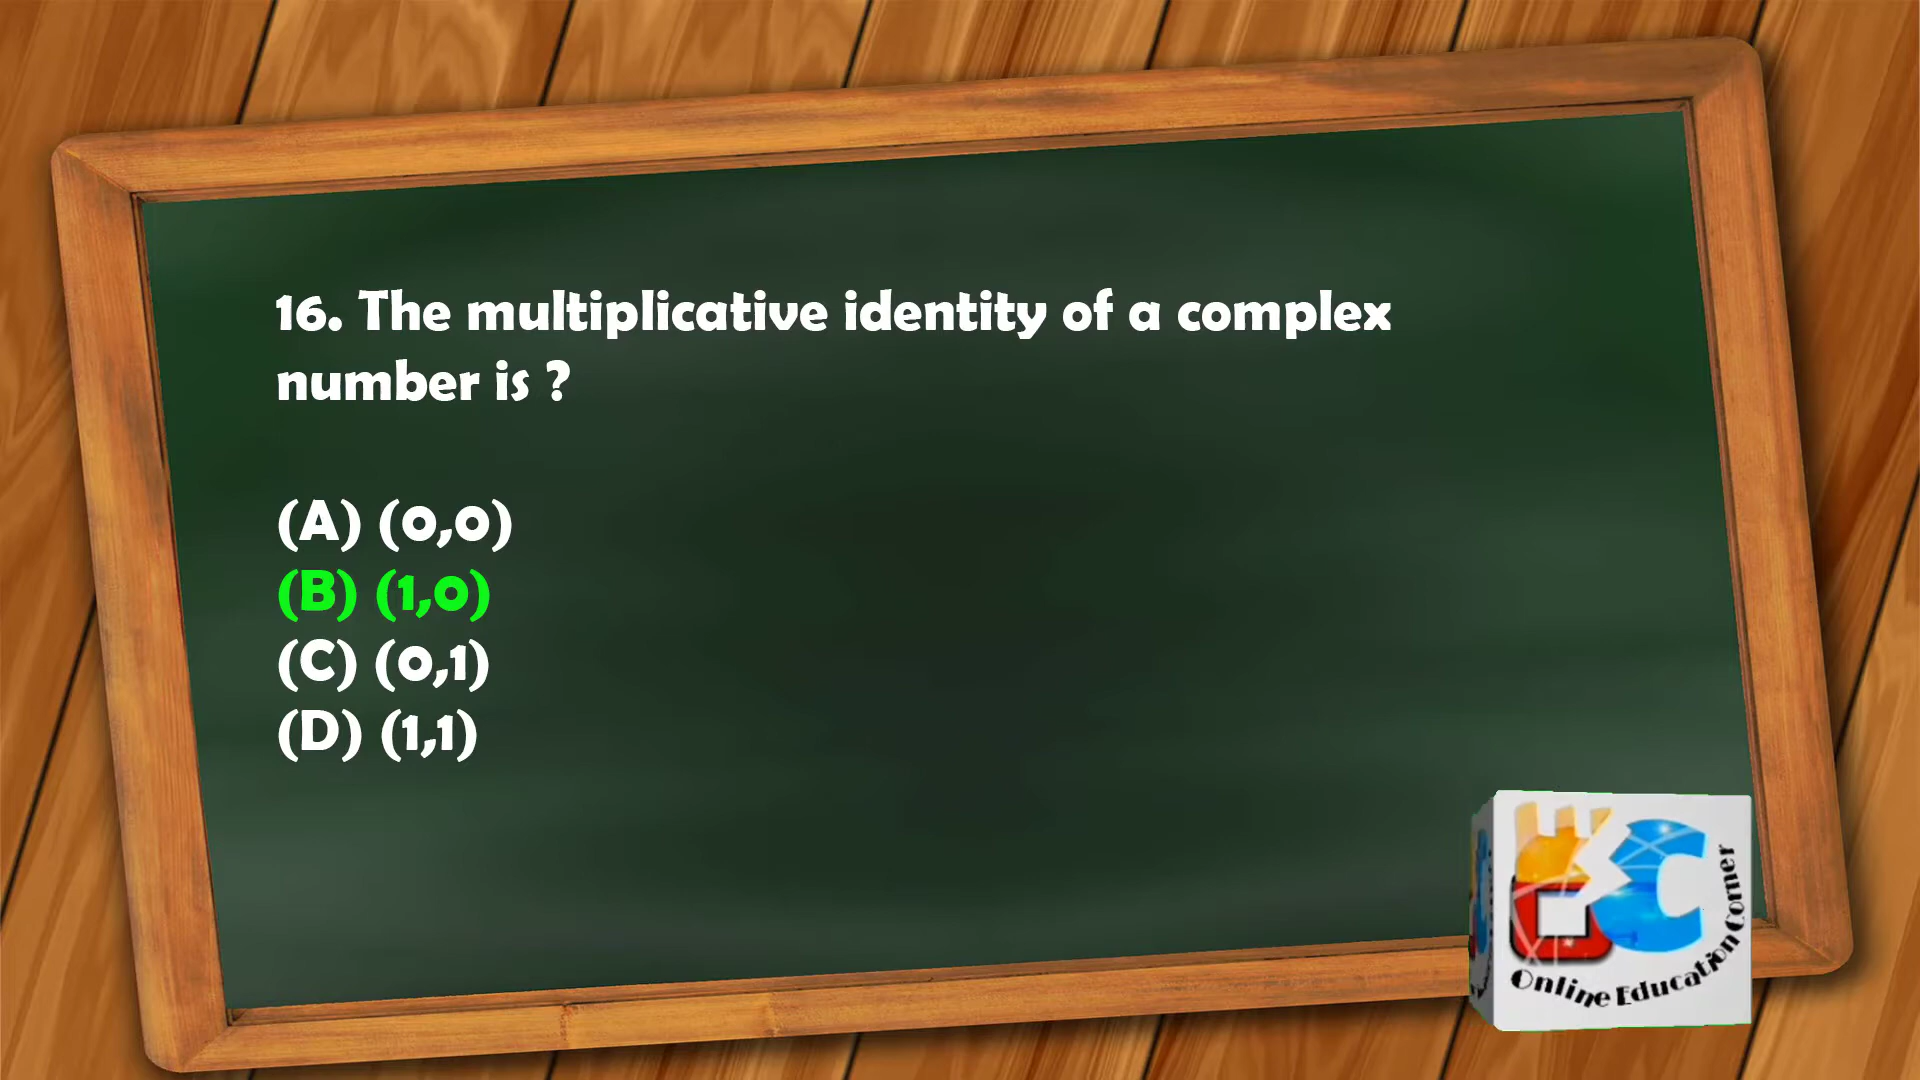 16. The multiplicative identity of a complex
number is ?
(A) (0,0)
(B) (1,0)
(C) (0,1)
(D) (1,1)
Online Education Corner